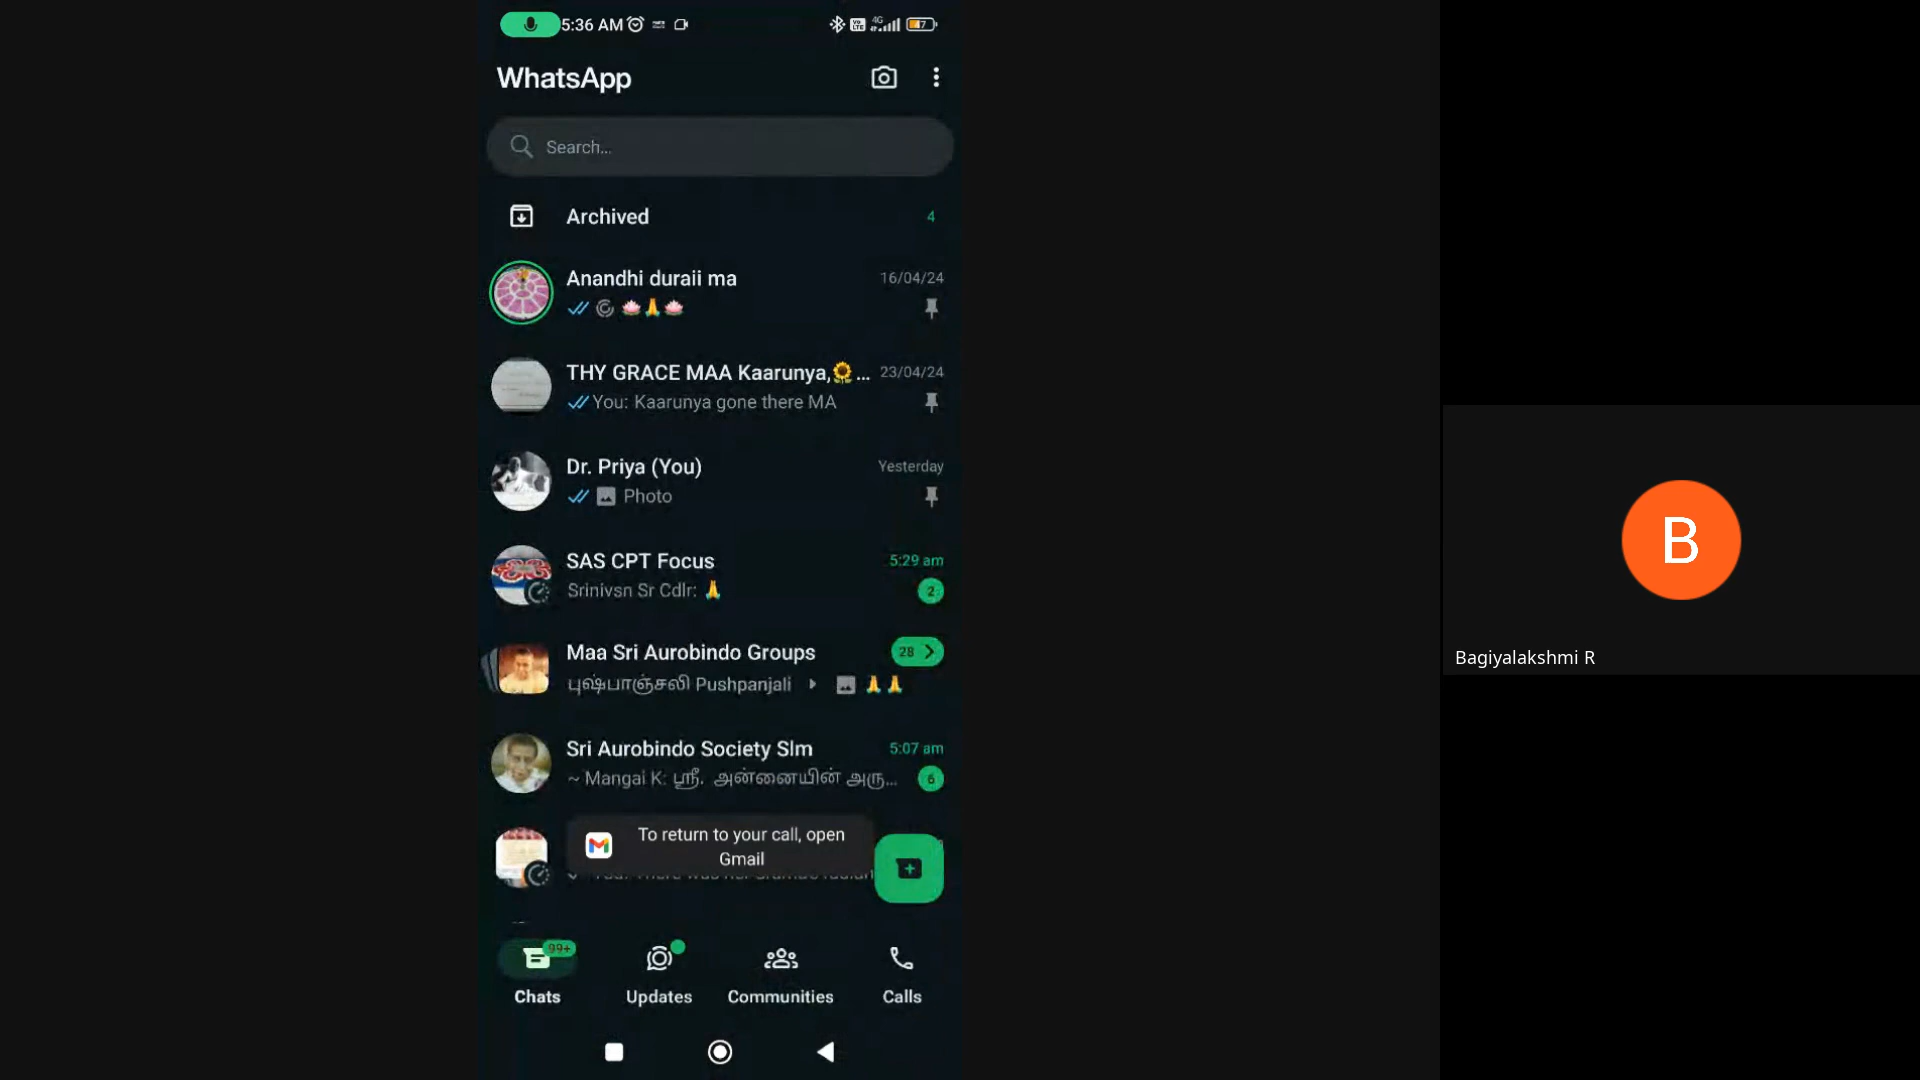 5:36 AM
VoLTE 4G 47
WhatsApp
Search...
Archived 4
Anandhi duraii ma 16/04/24
🪷🙏🪷
THY GRACE MAA Kaarunya,🌻... 23/04/24
You: Kaarunya gone there MA
Dr. Priya (You) Yesterday
Photo
SAS CPT Focus 5:29 am
Srinivsn Sr Cdlr: 🙏 2
Maa Sri Aurobindo Groups 28
புஷ்பாஞ்சலி Pushpanjali 🙏🙏
Sri Aurobindo Society Slm 5:07 am
~ Mangai K: ஸ்ரீ. அன்னையின் அரு... 6
To return to your call, open
Gmail
99+
Chats Updates Communities Calls
B
Bagiyalakshmi R